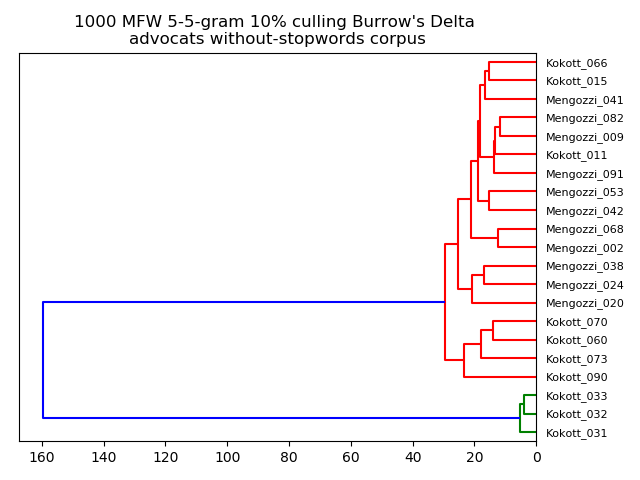 1000 MFW 5-5-gram 10% culling Burrow's Delta
advocats without-stopwords corpus
Kokott_066
Kokott_015
Mengozzi_041
Mengozzi_082
Mengozzi_009
Kokott_011
Mengozzi_091
Mengozzi_053
Mengozzi_042
Mengozzi_068
Mengozzi_002
Mengozzi_038
Mengozzi_024
Mengozzi_020
Kokott_070
Kokott_060
Kokott_073
Kokott_090
Kokott_033
Kokott_032
Kokott_031
160 140 120 100 80 60 40 20 0